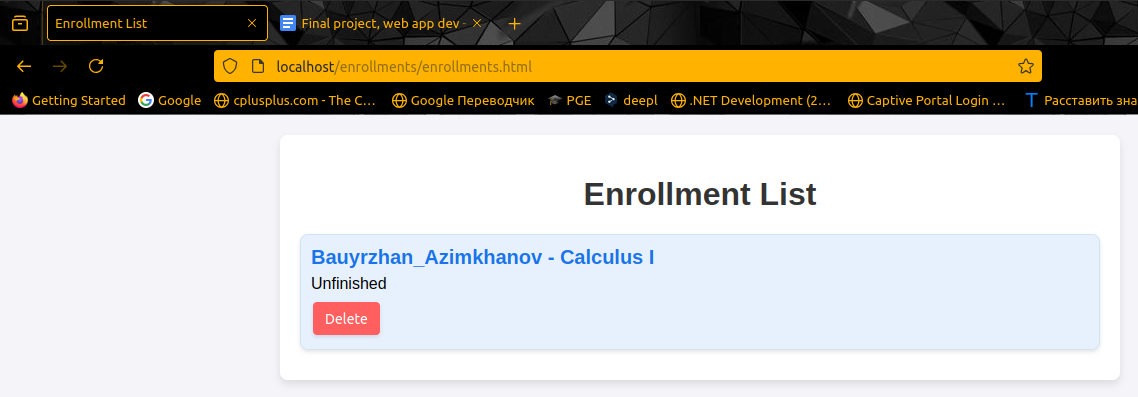 Enrollment List
Final project, web app dev -
localhost/enrollments/enrollments.html
Getting Started Google cplusplus.com - The C… Google Переводчик PGE deepl .NET Development (2… Captive Portal Login … Расставить зна
Enrollment List
Bauyrzhan_Azimkhanov - Calculus I
Unfinished
Delete